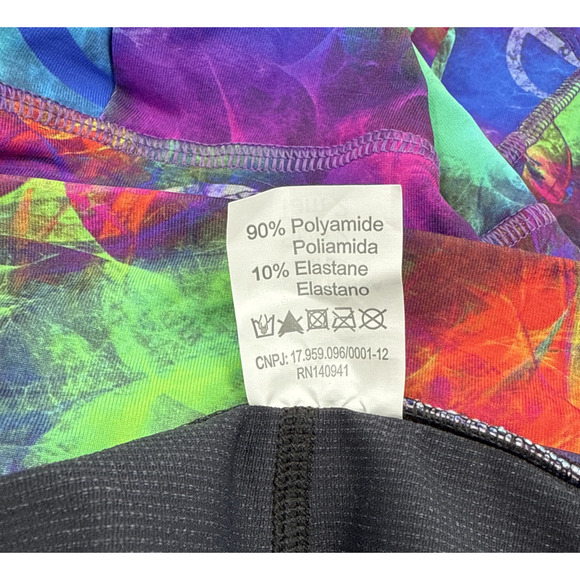 90% Polyamide
Poliamida
10% Elastane
Elastano
CNPJ: 17.959.096/0001-12
RN140941